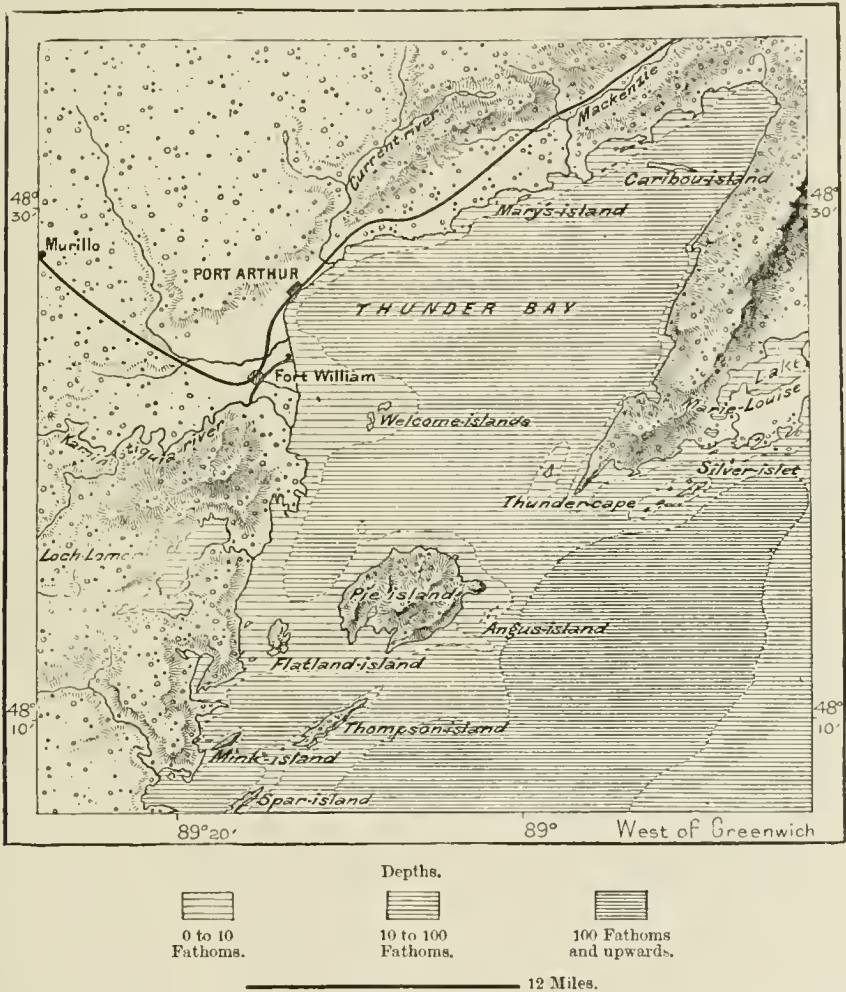 Mackenzie
Current-river
Caribou-island
48°
30′
48°
30′
Mary's-island
Murillo
PORT ARTHUR
THUNDER BAY
Fort William
Lake
Marie-Louise
Welcome-islands
river
Silver-islet
Thunder-cape
Pie island
Angus-island
Flatland-island
48°
10′
48°
10′
Thompson-island
Mink-island
Spar-island
89°20′
89°
West of Greenwich
Depths.
0 to 10
Fathoms.
10 to 100
Fathoms.
100 Fathoms
and upwards.
12 Miles.